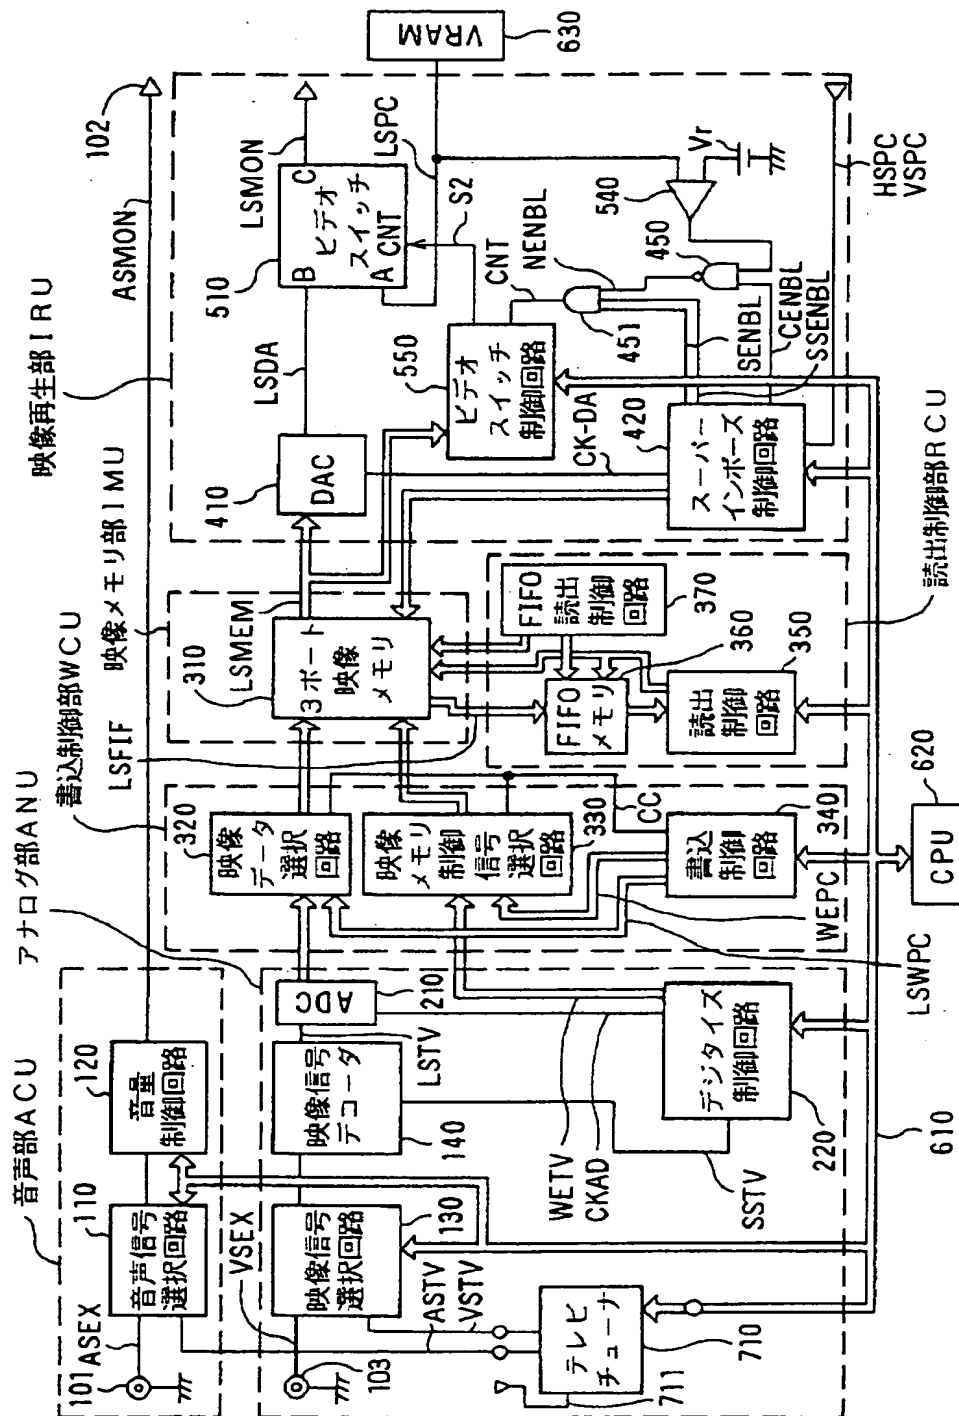 音声部ACU
アナログ部ANU
書込制御部WCU
映像メモリ部IMU
映像再生部IRU
読出制御部RCU
101
ASEX
110
音声信号
選択回路
120
音量
制御回路
ASMON
102
VSEX
103
映像信号
選択回路
130
ASTV
VSTV
映像信号
デコーダ
140
LSTV
ADC
210
WETV
CKAD
SSTV
デジタイズ
制御回路
220
テレビ
チューナ
710
711
610
320
映像
データ
選択
回路
映像
メモリ
制御
信号
選択
回路
330
CC
書込
制御
回路
340
WEPC
LSWPC
CPU
620
LSFIF
LSMEM
310
3ポート
映像
メモリ
FIFO
読出
制御
回路
370
FIFO
メモリ
360
読出
制御
回路
350
410
DAC
LSDA
510
B
C
ビデオ
スイッチ
A
CNT
LSMON
LSPC
S2
VRAM
630
550
ビデオ
スイッチ
制御回路
CNT
NENBL
451
450
540
Vr
CK-DA
420
スーパー
インポーズ
制御回路
SENBL
SSENBL
CENBL
HSPC
VSPC